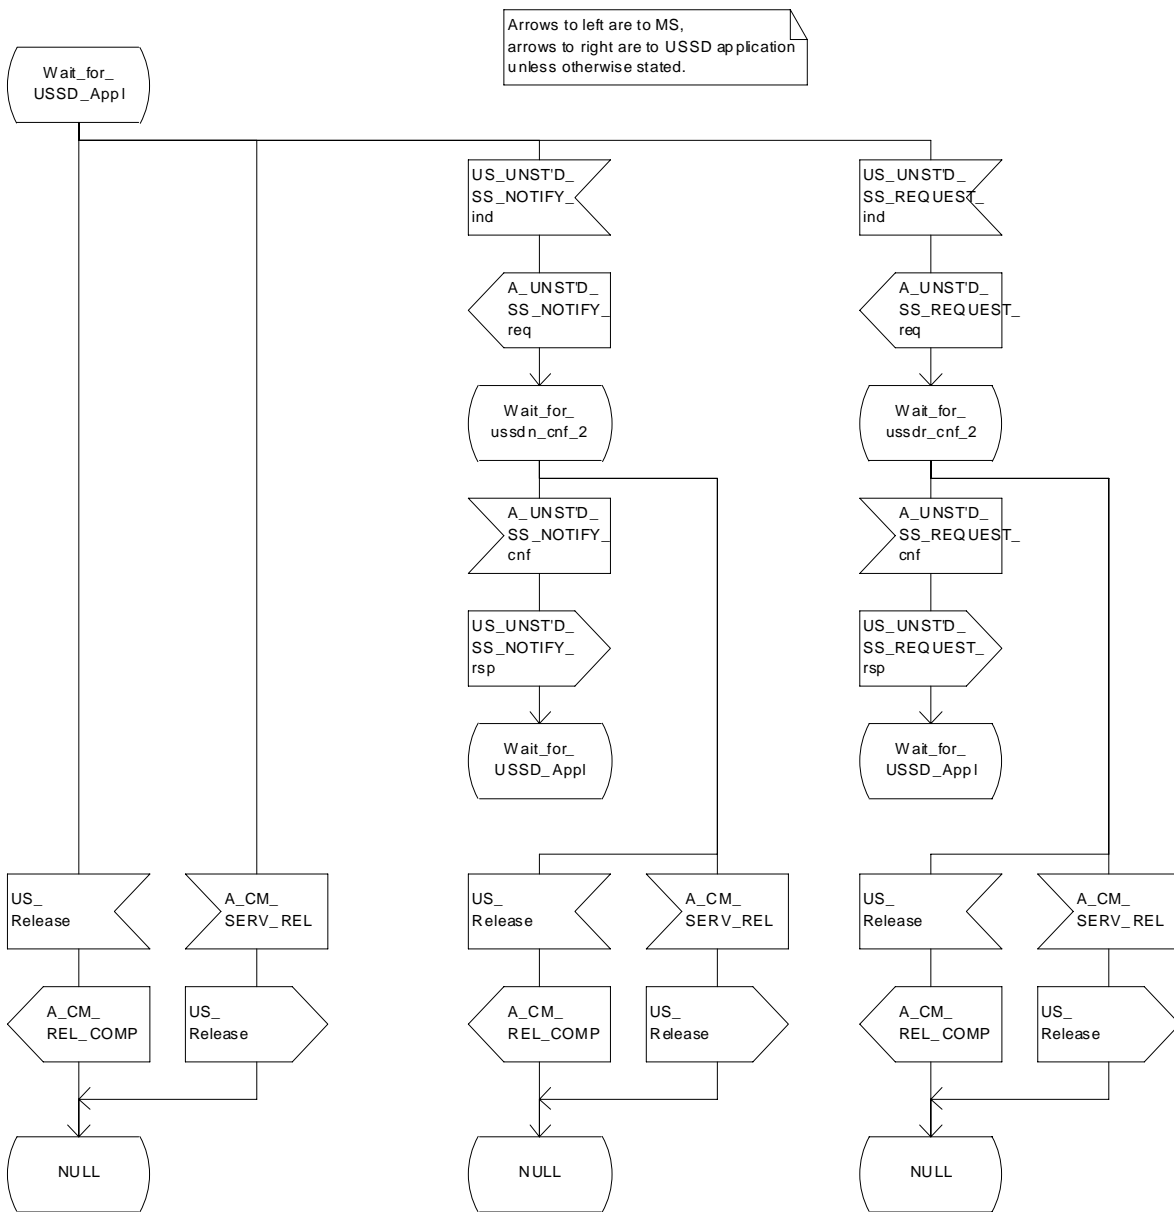 Arrows to left are to MS,
arrows to right are to USSD application
unless otherwise stated.
Wait_for_
USSD_Appl
US_UNST'D_
SS_NOTIFY_
ind
US_UNST'D_
SS_REQUEST_
ind
A_UNST'D_
SS_NOTIFY_
req
A_UNST'D_
SS_REQUEST_
req
Wait_for_
ussdn_cnf_2
Wait_for_
ussdr_cnf_2
A_UNST'D_
SS_NOTIFY_
cnf
A_UNST'D_
SS_REQUEST_
cnf
US_UNST'D_
SS_NOTIFY_
rsp
US_UNST'D_
SS_REQUEST_
rsp
Wait_for_
USSD_Appl
Wait_for_
USSD_Appl
US_
Release
A_CM_
SERV_REL
US_
Release
A_CM_
SERV_REL
US_
Release
A_CM_
SERV_REL
A_CM_
REL_COMP
US_
Release
A_CM_
REL_COMP
US_
Release
A_CM_
REL_COMP
US_
Release
NULL
NULL
NULL